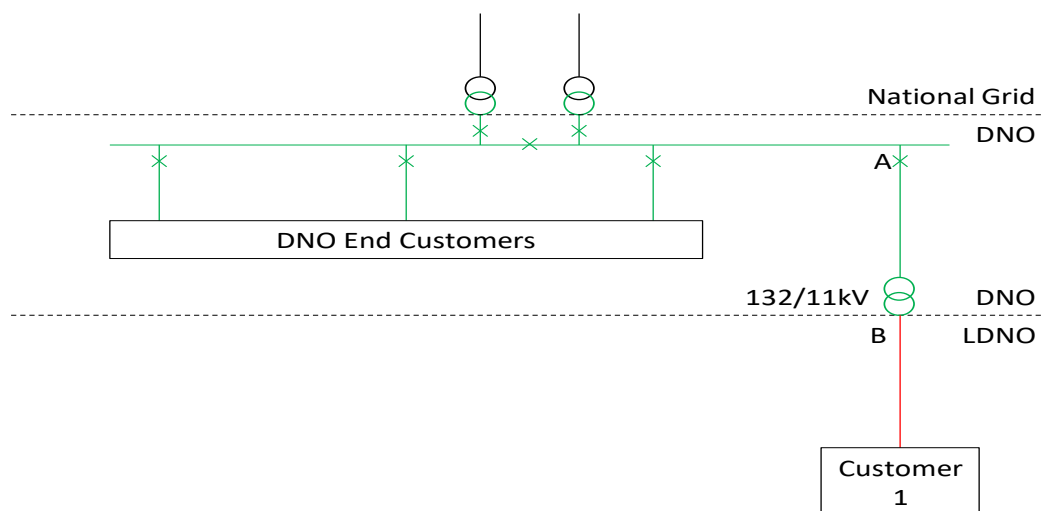 National Grid
DNO
A
DNO End Customers
132/11kV
DNO
B
LDNO
Customer
1